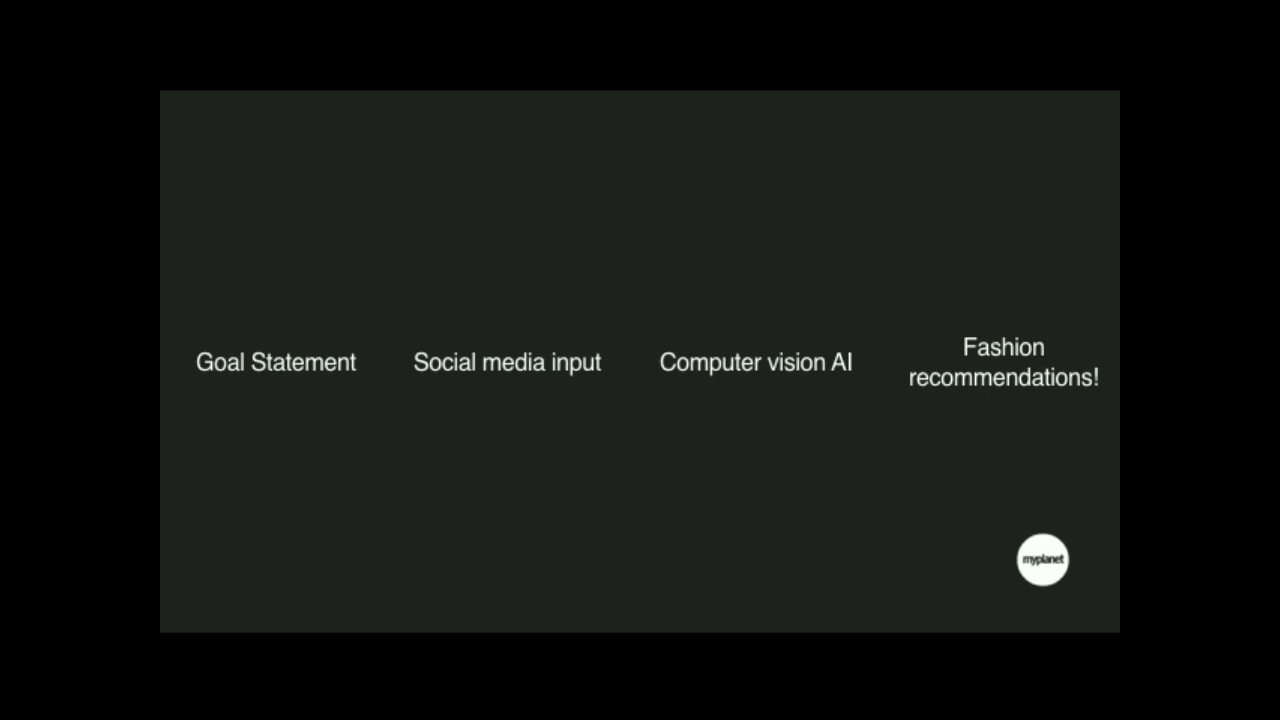 Goal Statement
Social media input
Computer vision AI
Fashion
recommendations!
myplanet